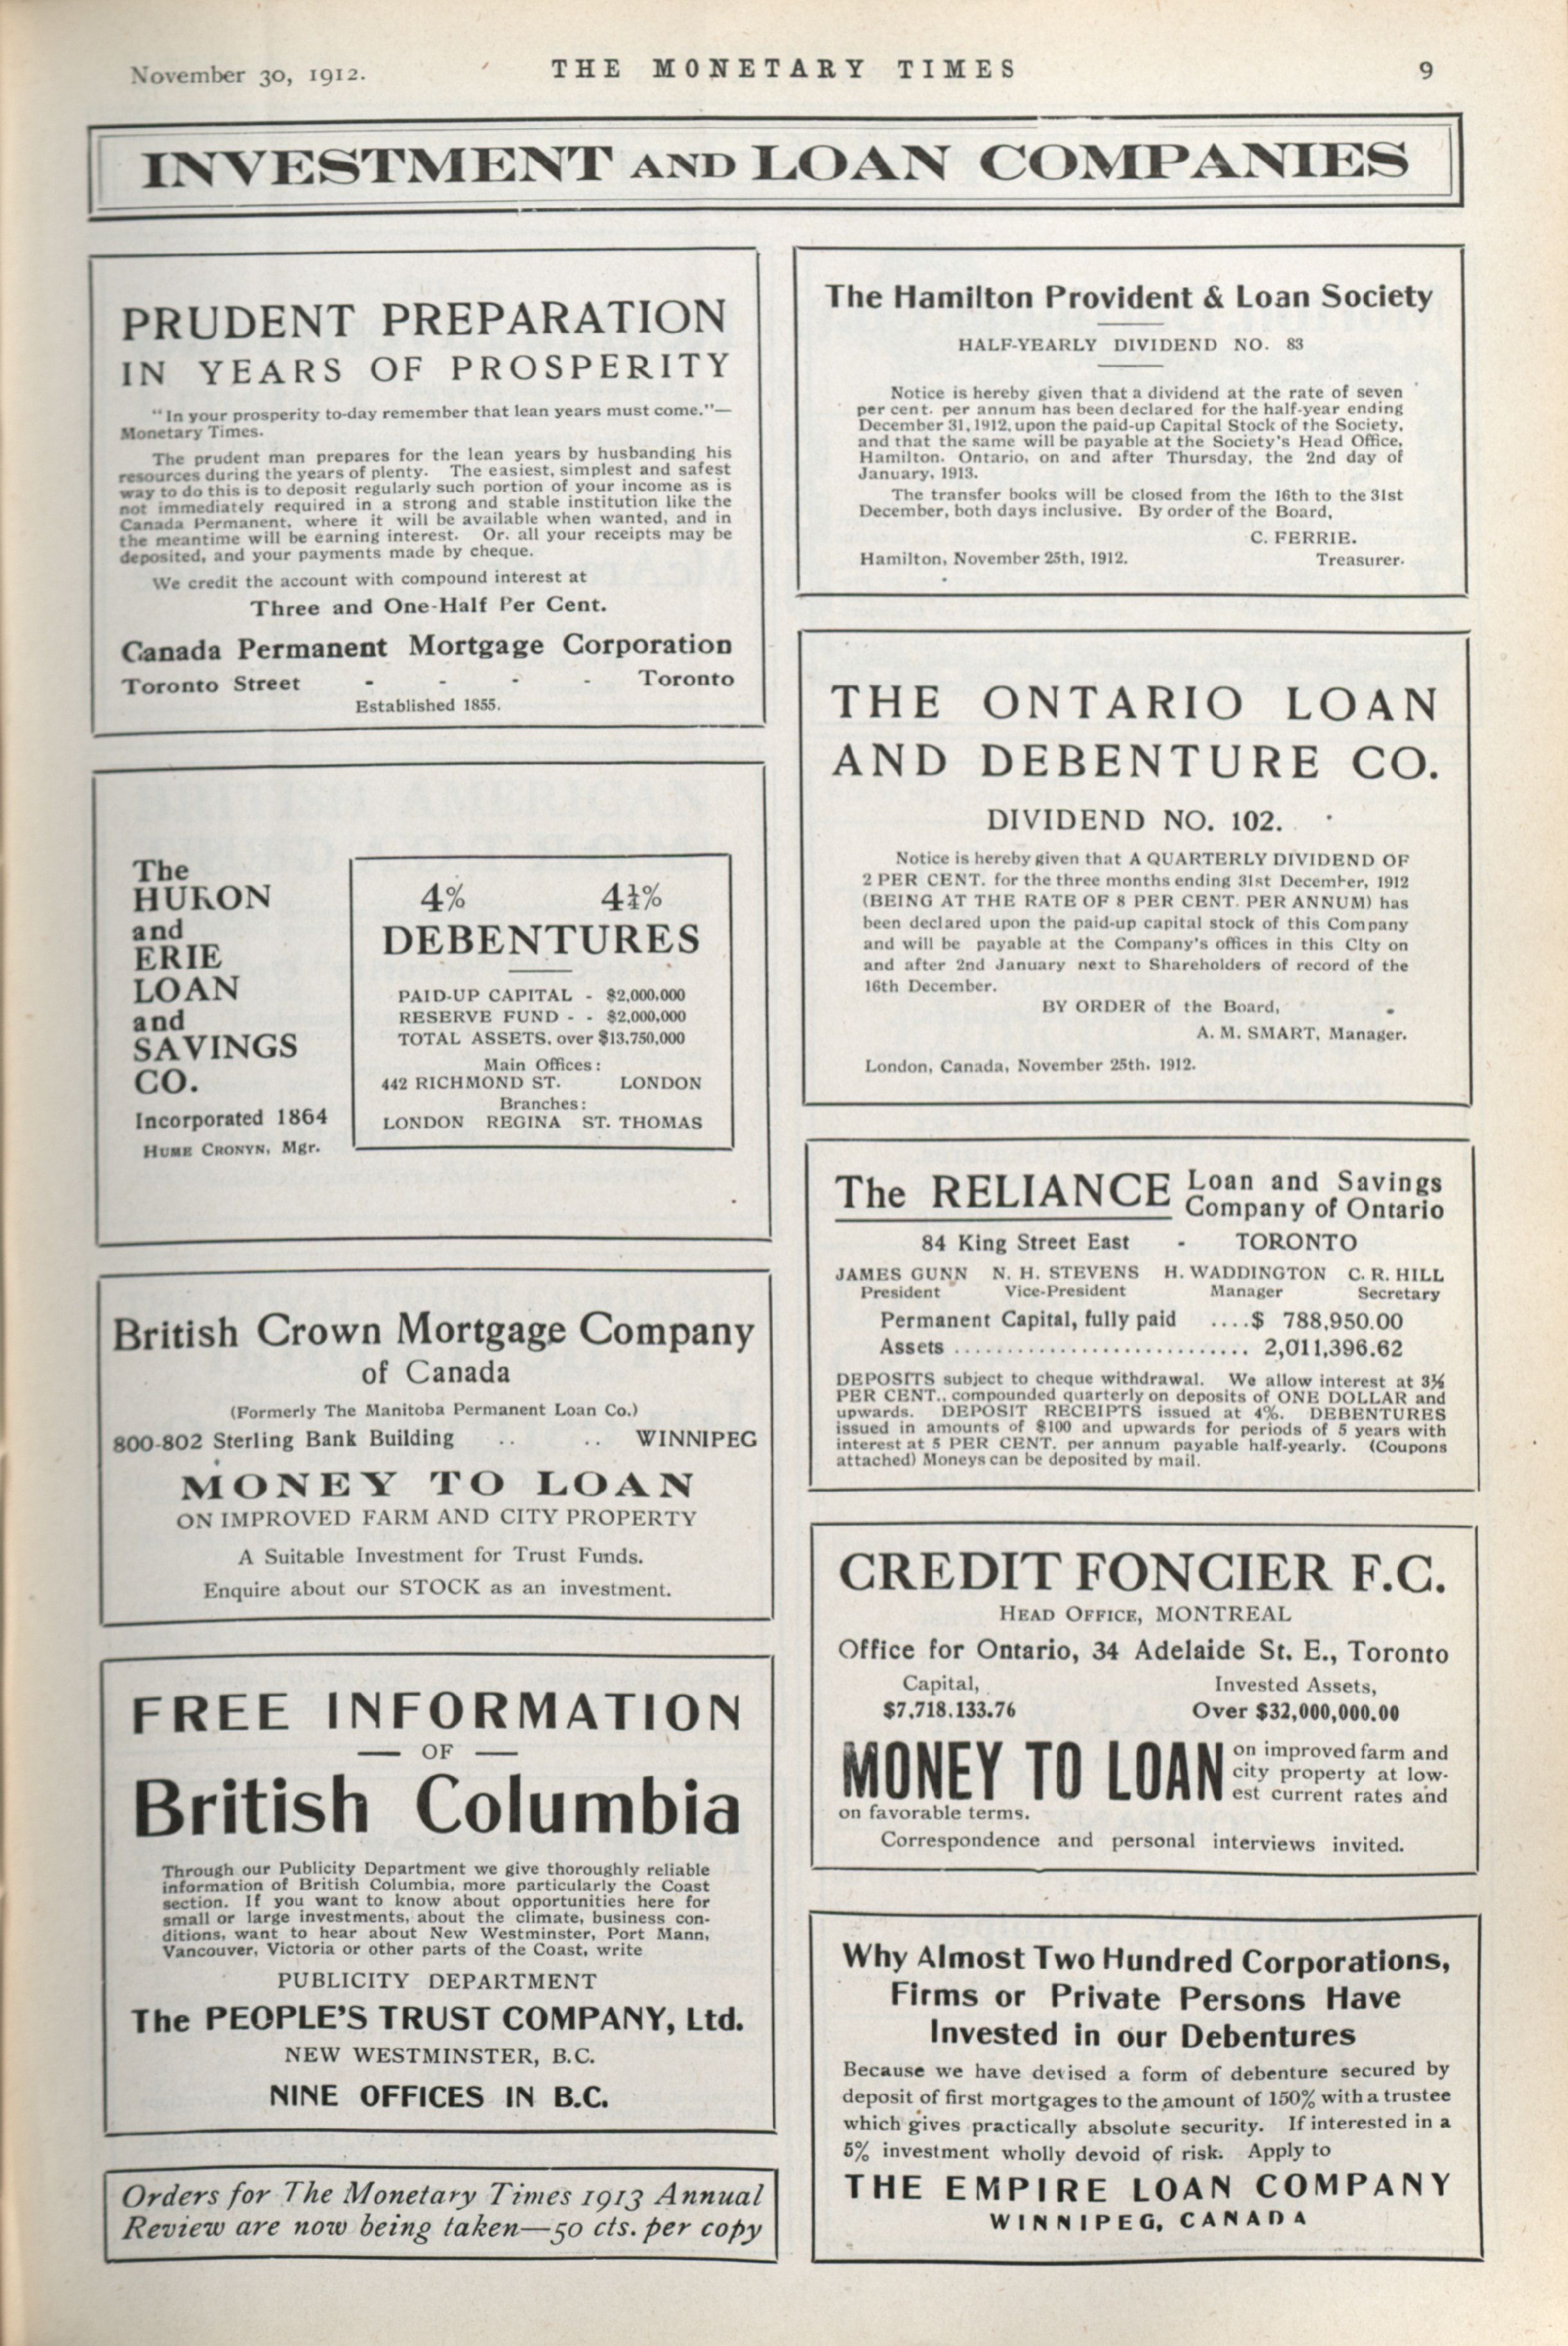 November 30, 1912.
THE MONETARY TIMES
9
INVESTMENT AND LOAN COMPANIES
PRUDENT PREPARATION
IN YEARS OF PROSPERITY
"In your prosperity to-day remember that lean years must come."—
Monetary Times.
The prudent man prepares for the lean years by husbanding his
resources during the years of plenty. The easiest, simplest and safest
way to do this is to deposit regularly such portion of your income as is
not immediately required in a strong and stable institution like the
Canada Permanent, where it will be available when wanted, and in
the meantime will be earning interest. Or, all your receipts may be
deposited, and your payments made by cheque.
We credit the account with compound interest at
Three and One-Half Per Cent.
Canada Permanent Mortgage Corporation
Toronto Street - - - - Toronto
Established 1855.
The
HURON
and
ERIE
LOAN
and
SAVINGS
CO.
Incorporated 1864
HUME CRONYN, Mgr.
4% 4½%
DEBENTURES
PAID-UP CAPITAL - $2,000,000
RESERVE FUND - - $2,000,000
TOTAL ASSETS, over $13,750,000
Main Offices:
442 RICHMOND ST. LONDON
Branches:
LONDON REGINA ST. THOMAS
British Crown Mortgage Company
of Canada
(Formerly The Manitoba Permanent Loan Co.)
800-802 Sterling Bank Building .. .. WINNIPEG
MONEY TO LOAN
ON IMPROVED FARM AND CITY PROPERTY
A Suitable Investment for Trust Funds.
Enquire about our STOCK as an investment.
FREE INFORMATION
— OF —
British Columbia
Through our Publicity Department we give thoroughly reliable
information of British Columbia, more particularly the Coast
section. If you want to know about opportunities here for
small or large investments, about the climate, business con-
ditions, want to hear about New Westminster, Port Mann,
Vancouver, Victoria or other parts of the Coast, write
PUBLICITY DEPARTMENT
The PEOPLE'S TRUST COMPANY, Ltd.
NEW WESTMINSTER, B.C.
NINE OFFICES IN B.C.
Orders for The Monetary Times 1913 Annual
Review are now being taken—50 cts. per copy
The Hamilton Provident & Loan Society
HALF-YEARLY DIVIDEND NO. 83
Notice is hereby given that a dividend at the rate of seven
per cent. per annum has been declared for the half-year ending
December 31, 1912, upon the paid-up Capital Stock of the Society,
and that the same will be payable at the Society's Head Office,
Hamilton, Ontario, on and after Thursday, the 2nd day of
January, 1913.
The transfer books will be closed from the 16th to the 31st
December, both days inclusive. By order of the Board,
C. FERRIE.
Hamilton, November 25th, 1912. Treasurer.
THE ONTARIO LOAN
AND DEBENTURE CO.
DIVIDEND NO. 102.
Notice is hereby given that A QUARTERLY DIVIDEND OF
2 PER CENT. for the three months ending 31st December, 1912
(BEING AT THE RATE OF 8 PER CENT. PER ANNUM) has
been declared upon the paid-up capital stock of this Company
and will be payable at the Company's offices in this City on
and after 2nd January next to Shareholders of record of the
16th December.
BY ORDER of the Board,
A. M. SMART, Manager.
London, Canada, November 25th, 1912.
The RELIANCE Loan and Savings
Company of Ontario
84 King Street East - TORONTO
JAMES GUNN N. H. STEVENS H. WADDINGTON C. R. HILL
President Vice-President Manager Secretary
Permanent Capital, fully paid ....$ 788,950.00
Assets ............................ 2,011,396.62
DEPOSITS subject to cheque withdrawal. We allow interest at 3½
PER CENT., compounded quarterly on deposits of ONE DOLLAR and
upwards. DEPOSIT RECEIPTS issued at 4%. DEBENTURES
issued in amounts of $100 and upwards for periods of 5 years with
interest at 5 PER CENT. per annum payable half-yearly. (Coupons
attached) Moneys can be deposited by mail.
CREDIT FONCIER F.C.
HEAD OFFICE, MONTREAL
Office for Ontario, 34 Adelaide St. E., Toronto
Capital, Invested Assets,
$7,718,133.76 Over $32,000,000.00
MONEY TO LOAN on improved farm and
city property at low-
est current rates and
on favorable terms.
Correspondence and personal interviews invited.
Why Almost Two Hundred Corporations,
Firms or Private Persons Have
Invested in our Debentures
Because we have devised a form of debenture secured by
deposit of first mortgages to the amount of 150% with a trustee
which gives practically absolute security. If interested in a
5% investment wholly devoid of risk. Apply to
THE EMPIRE LOAN COMPANY
WINNIPEG, CANADA